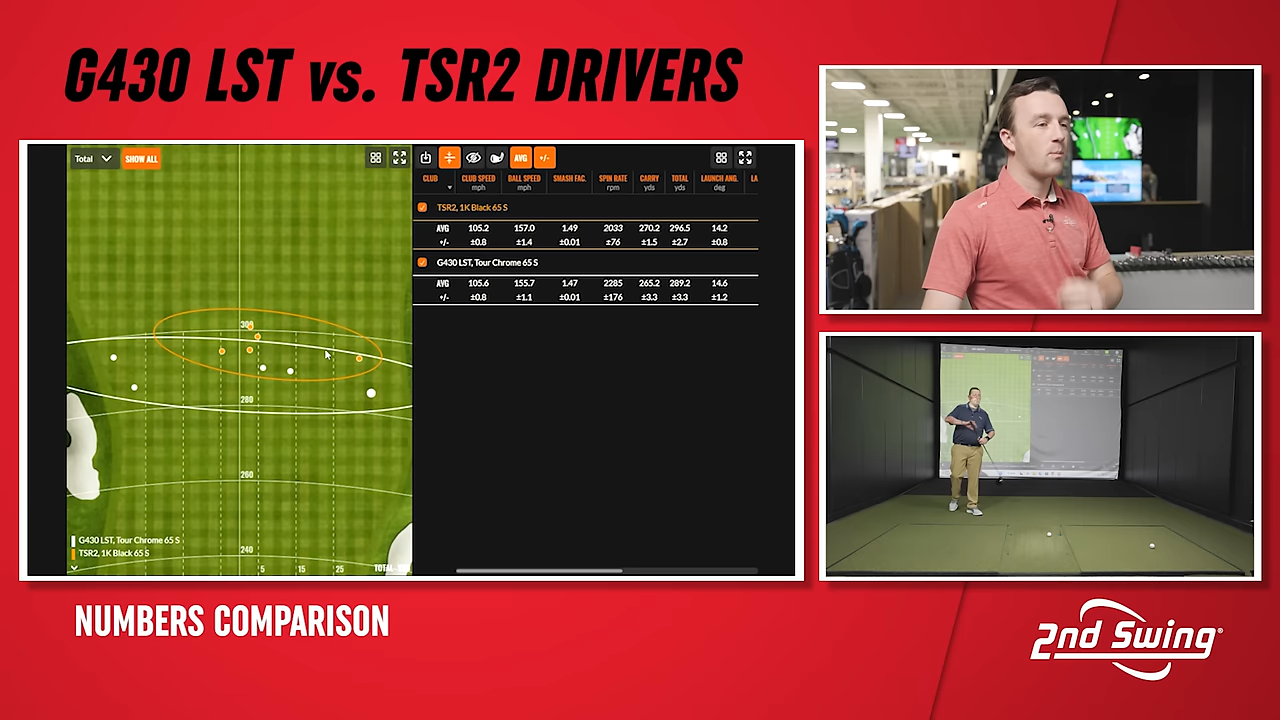 G430 LST vs. TSR2 DRIVERS
Total SHOW ALL
AVG +/-
CLUB CLUB SPEED BALL SPEED SMASH FAC. SPIN RATE CARRY TOTAL LAUNCH ANG. LA
mph mph rpm yds yds deg
TSR2, 1K Black 65 S
AVG 105.2 157.0 1.49 2033 270.2 296.5 14.2
+/- ±0.8 ±1.4 ±0.01 ±76 ±1.5 ±2.7 ±0.8
G430 LST, Tour Chrome 65 S
AVG 105.6 155.7 1.47 2285 265.2 289.2 14.6
+/- ±0.8 ±1.1 ±0.01 ±176 ±3.3 ±3.3 ±1.2
300
280
260
240
G430 LST, Tour Chrome 65 S
TSR2, 1K Black 65 S
5 15 25
NUMBERS COMPARISON
2nd Swing®